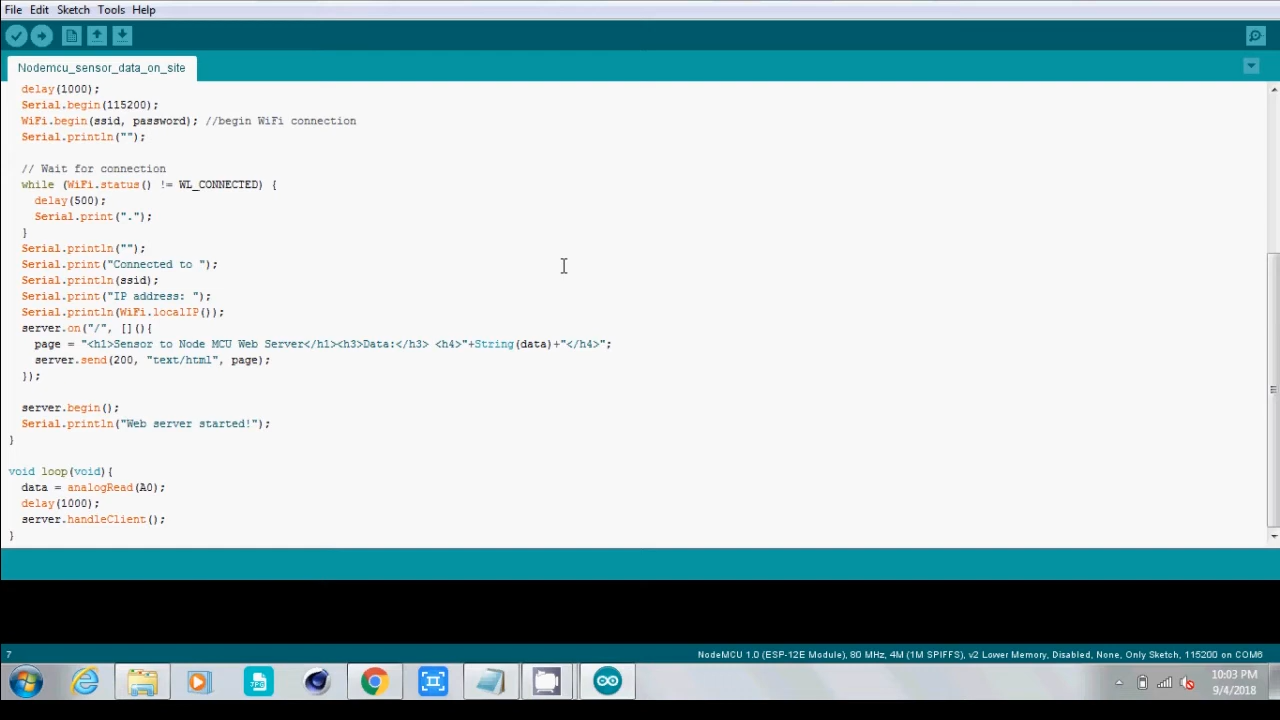 File Edit Sketch Tools Help
Nodemcu_sensor_data_on_site
delay(1000);
Serial.begin(115200);
WiFi.begin(ssid, password); //begin WiFi connection
Serial.println("");
// Wait for connection
while (WiFi.status() != WL_CONNECTED) {
delay(500);
Serial.print(".");
}
Serial.println("");
Serial.print("Connected to ");
Serial.println(ssid);
Serial.print("IP address: ");
Serial.println(WiFi.localIP());
server.on("/", [](){
page = "<h1>Sensor to Node MCU Web Server</h1><h3>Data:</h3> <h4>"+String(data)+"</h4>";
server.send(200, "text/html", page);
});
server.begin();
Serial.println("Web server started!");
}
void loop(void){
data = analogRead(A0);
delay(1000);
server.handleClient();
}
7 NodeMCU 1.0 (ESP-12E Module), 80 MHz, 4M (1M SPIFFS), v2 Lower Memory, Disabled, None, Only Sketch, 115200 on COM6
JPG
10:03 PM
9/4/2018